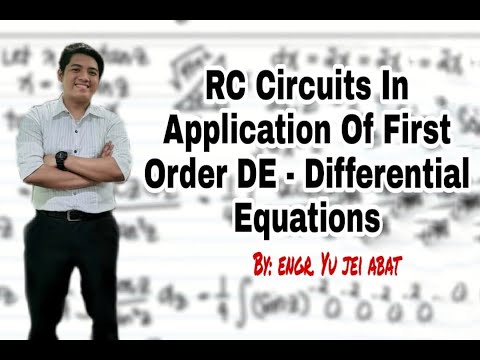 RC Circuits In
Application Of First
Order DE - Differential
Equations
By: engr. Yu jei abat